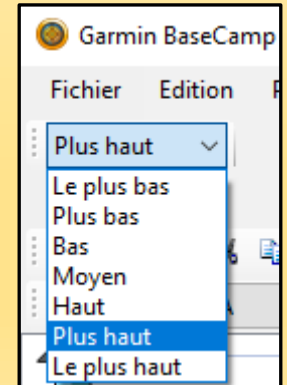 Garmin BaseCamp
Fichier Edition
Plus haut
Le plus bas
Plus bas
Bas
Moyen
Haut
Plus haut
Le plus haut